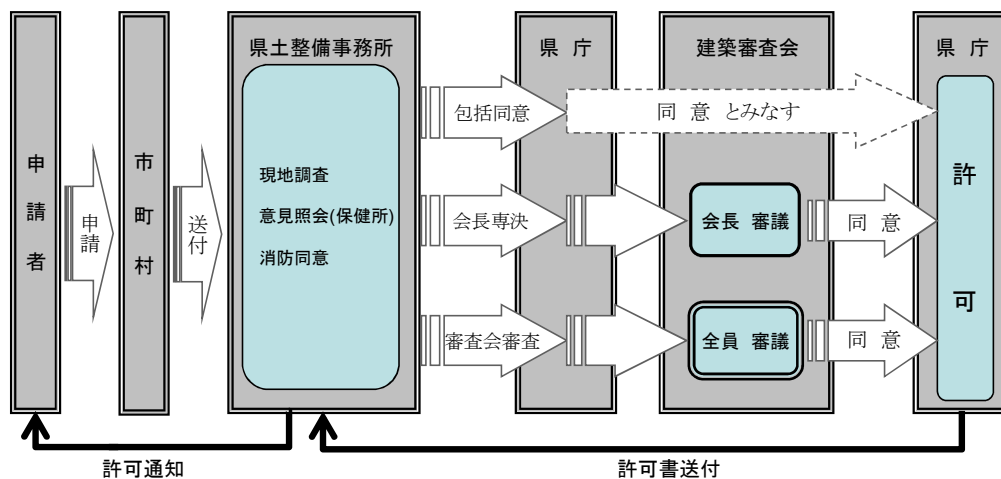 申請者
申請
市町村
送付
県土整備事務所
現地調査
意見照会(保健所)
消防同意
包括同意
会長専決
審査会審査
県 庁
建築審査会
同 意 とみなす
会長 審議
全員 審議
同 意
同 意
県 庁
許可
許可通知
許可書送付